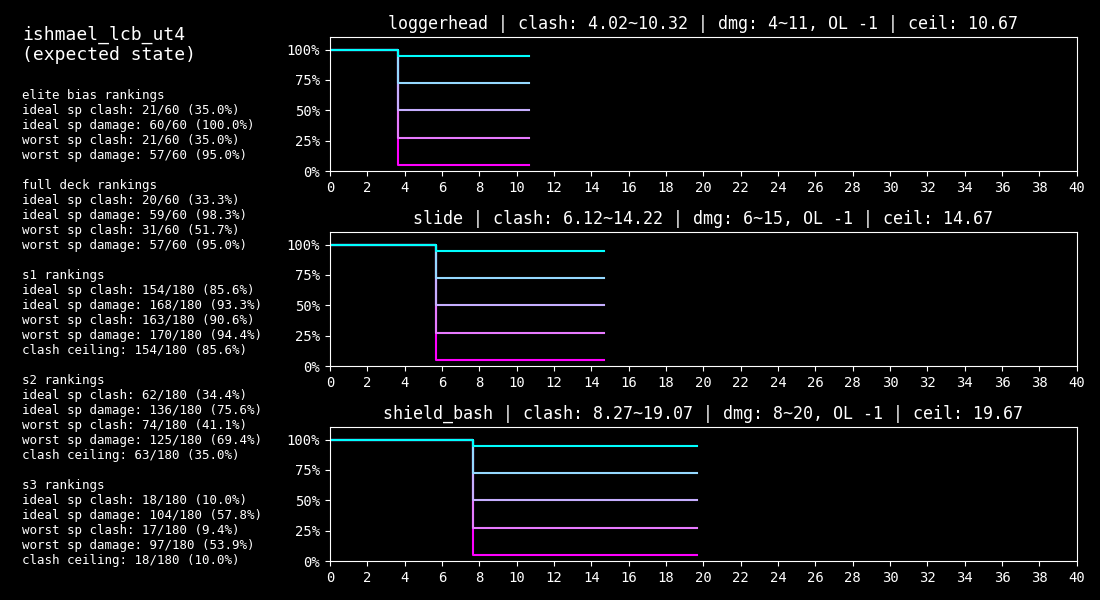 ishmael_lcb_ut4
(expected state)
elite bias rankings
ideal sp clash: 21/60 (35.0%)
ideal sp damage: 60/60 (100.0%)
worst sp clash: 21/60 (35.0%)
worst sp damage: 57/60 (95.0%)
full deck rankings
ideal sp clash: 20/60 (33.3%)
ideal sp damage: 59/60 (98.3%)
worst sp clash: 31/60 (51.7%)
worst sp damage: 57/60 (95.0%)
s1 rankings
ideal sp clash: 154/180 (85.6%)
ideal sp damage: 168/180 (93.3%)
worst sp clash: 163/180 (90.6%)
worst sp damage: 170/180 (94.4%)
clash ceiling: 154/180 (85.6%)
s2 rankings
ideal sp clash: 62/180 (34.4%)
ideal sp damage: 136/180 (75.6%)
worst sp clash: 74/180 (41.1%)
worst sp damage: 125/180 (69.4%)
clash ceiling: 63/180 (35.0%)
s3 rankings
ideal sp clash: 18/180 (10.0%)
ideal sp damage: 104/180 (57.8%)
worst sp clash: 17/180 (9.4%)
worst sp damage: 97/180 (53.9%)
clash ceiling: 18/180 (10.0%)
loggerhead | clash: 4.02~10.32 | dmg: 4~11, OL -1 | ceil: 10.67
100%
75%
50%
25%
0%
0 2 4 6 8 10 12 14 16 18 20 22 24 26 28 30 32 34 36 38 40
slide | clash: 6.12~14.22 | dmg: 6~15, OL -1 | ceil: 14.67
100%
75%
50%
25%
0%
0 2 4 6 8 10 12 14 16 18 20 22 24 26 28 30 32 34 36 38 40
shield_bash | clash: 8.27~19.07 | dmg: 8~20, OL -1 | ceil: 19.67
100%
75%
50%
25%
0%
0 2 4 6 8 10 12 14 16 18 20 22 24 26 28 30 32 34 36 38 40